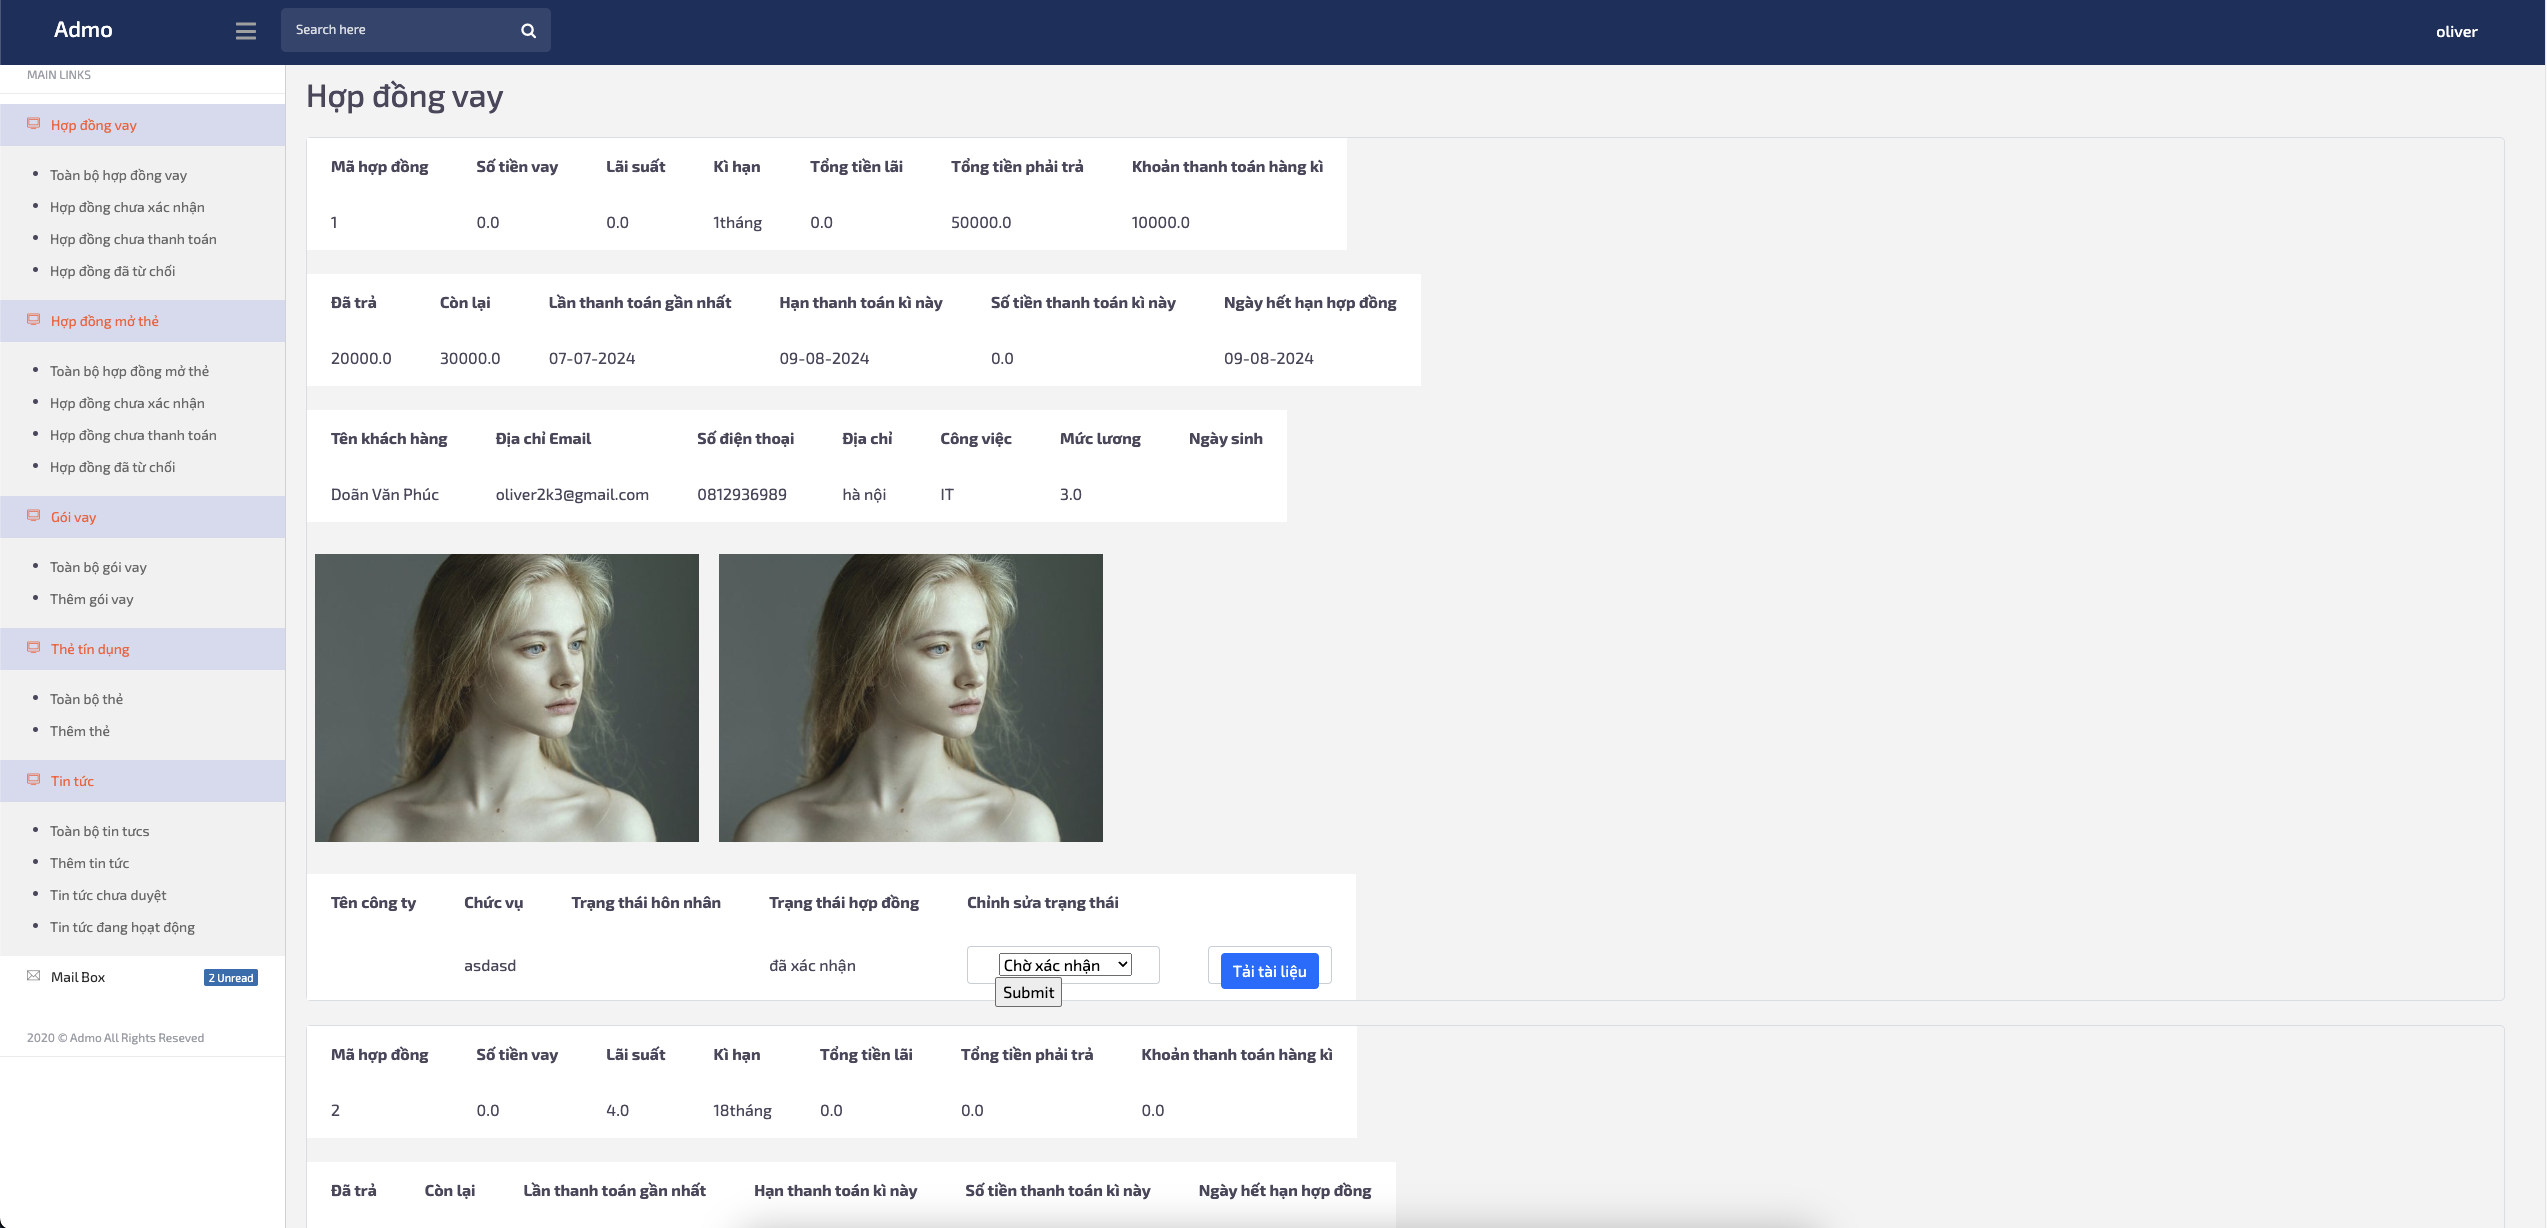 Admo
Search here
oliver
MAIN LINKS
Hợp đồng vay
Toàn bộ hợp đồng vay
Hợp đồng chưa xác nhận
Hợp đồng chưa thanh toán
Hợp đồng đã từ chối
Hợp đồng mở thẻ
Toàn bộ hợp đồng mở thẻ
Hợp đồng chưa xác nhận
Hợp đồng chưa thanh toán
Hợp đồng đã từ chối
Gói vay
Toàn bộ gói vay
Thêm gói vay
Thẻ tín dụng
Toàn bộ thẻ
Thêm thẻ
Tin tức
Toàn bộ tin tưcs
Thêm tin tức
Tin tức chưa duyệt
Tin tức đang hoạt động
Mail Box 2 Unread
2020 © Admo All Rights Reseved
Hợp đồng vay
Mã hợp đồng Số tiền vay Lãi suất Kì hạn Tổng tiền lãi Tổng tiền phải trả Khoản thanh toán hàng kì
1 0.0 0.0 1tháng 0.0 50000.0 10000.0
Đã trả Còn lại Lần thanh toán gần nhất Hạn thanh toán kì này Số tiền thanh toán kì này Ngày hết hạn hợp đồng
20000.0 30000.0 07-07-2024 09-08-2024 0.0 09-08-2024
Tên khách hàng Địa chỉ Email Số điện thoại Địa chỉ Công việc Mức lương Ngày sinh
Doãn Văn Phúc oliver2k3@gmail.com 0812936989 hà nội IT 3.0
Tên công ty Chức vụ Trạng thái hôn nhân Trạng thái hợp đồng Chỉnh sửa trạng thái
asdasd đã xác nhận Chờ xác nhận Tải tài liệu
Submit
Mã hợp đồng Số tiền vay Lãi suất Kì hạn Tổng tiền lãi Tổng tiền phải trả Khoản thanh toán hàng kì
2 0.0 4.0 18tháng 0.0 0.0 0.0
Đã trả Còn lại Lần thanh toán gần nhất Hạn thanh toán kì này Số tiền thanh toán kì này Ngày hết hạn hợp đồng